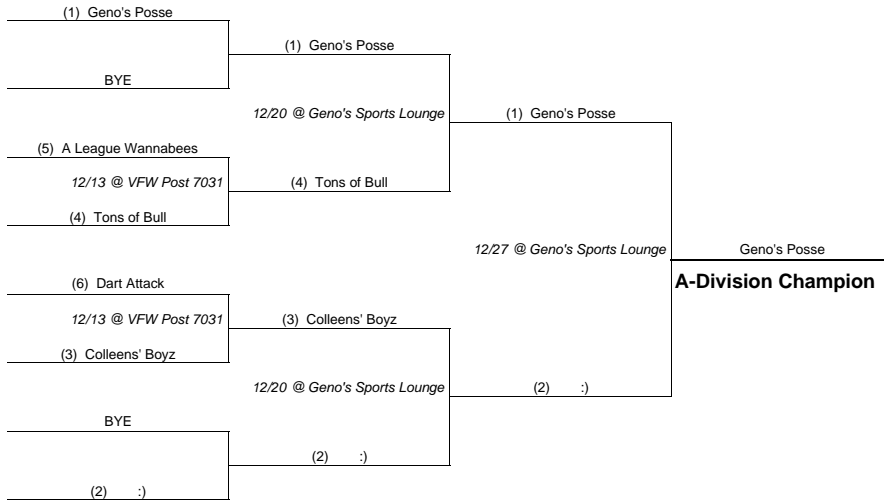 (1) Geno's Posse
(1) Geno's Posse
BYE
12/20 @ Geno's Sports Lounge
(1) Geno's Posse
(5) A League Wannabees
12/13 @ VFW Post 7031
(4) Tons of Bull
(4) Tons of Bull
12/27 @ Geno's Sports Lounge
Geno's Posse
A-Division Champion
(6) Dart Attack
12/13 @ VFW Post 7031
(3) Colleens' Boyz
(3) Colleens' Boyz
12/20 @ Geno's Sports Lounge
(2) :)
BYE
(2) :)
(2) :)